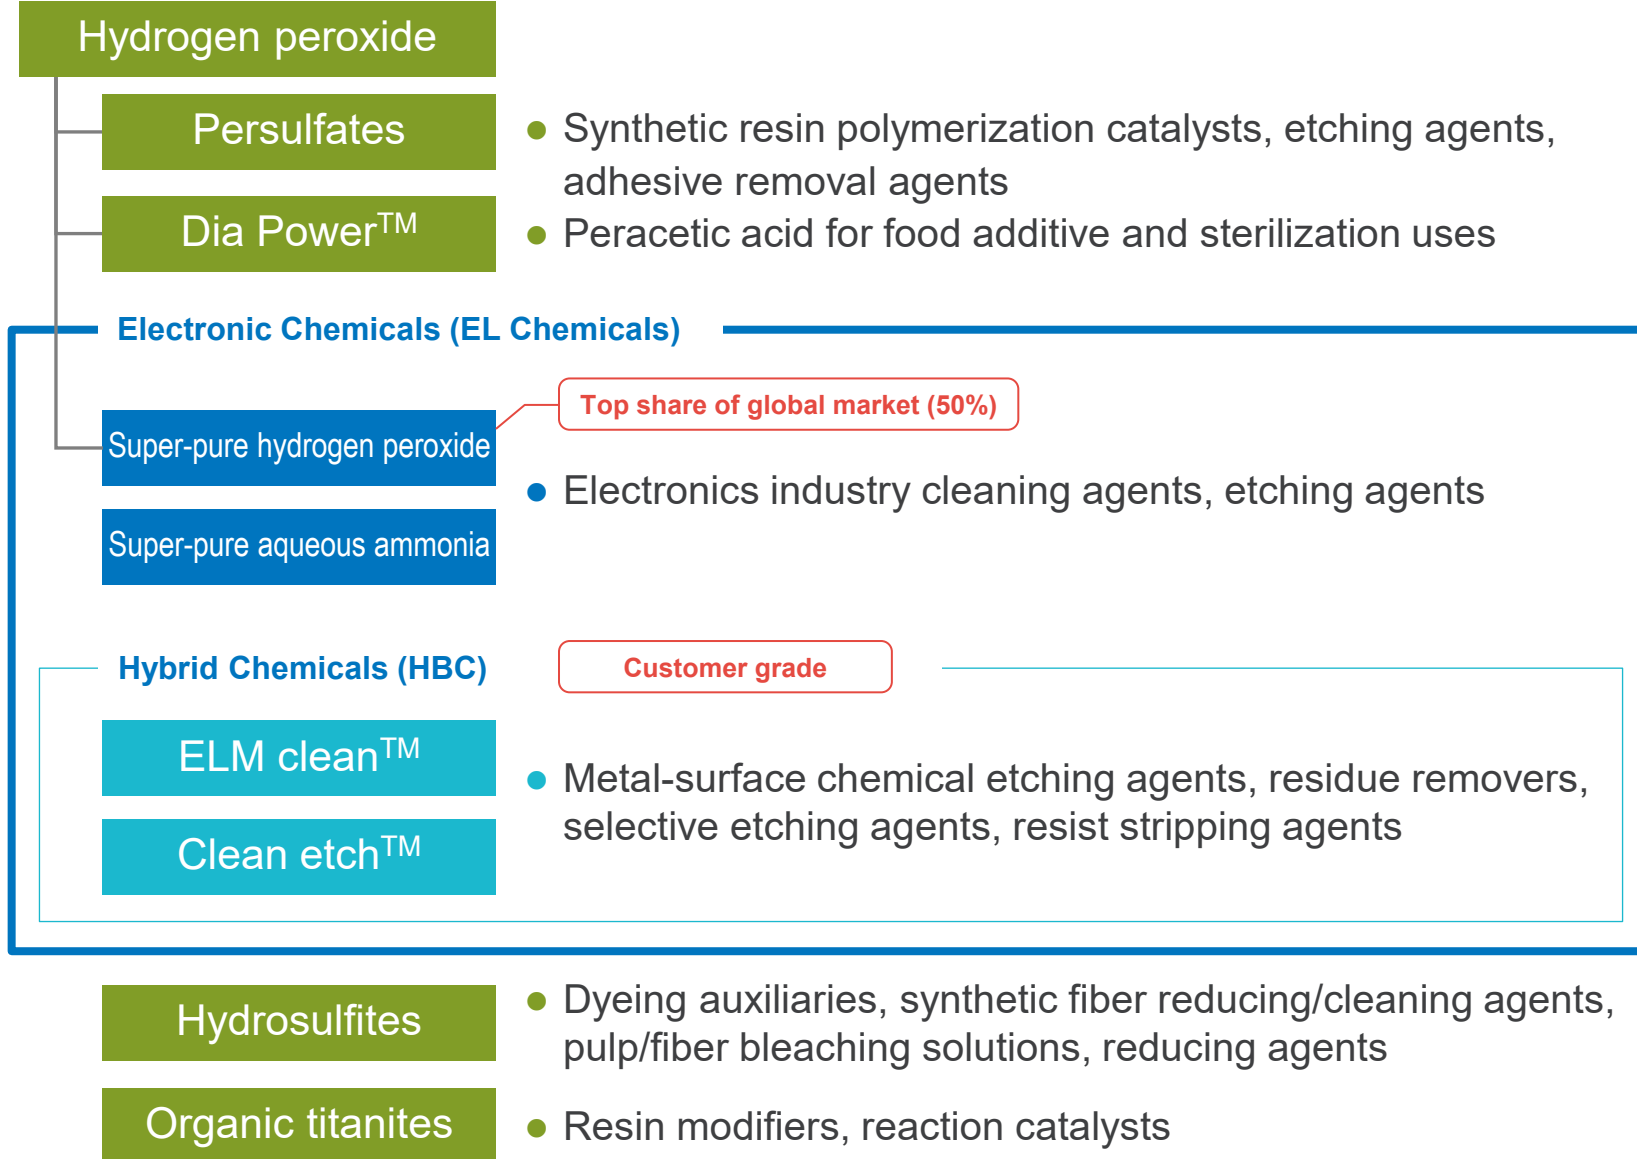 Hydrogen peroxide
Persulfates
● Synthetic resin polymerization catalysts, etching agents,
adhesive removal agents
Dia Power™
● Peracetic acid for food additive and sterilization uses
Electronic Chemicals (EL Chemicals)
Top share of global market (50%)
Super-pure hydrogen peroxide
● Electronics industry cleaning agents, etching agents
Super-pure aqueous ammonia
Hybrid Chemicals (HBC)
Customer grade
ELM clean™
● Metal-surface chemical etching agents, residue removers,
selective etching agents, resist stripping agents
Clean etch™
Hydrosulfites
● Dyeing auxiliaries, synthetic fiber reducing/cleaning agents,
pulp/fiber bleaching solutions, reducing agents
Organic titanites
● Resin modifiers, reaction catalysts